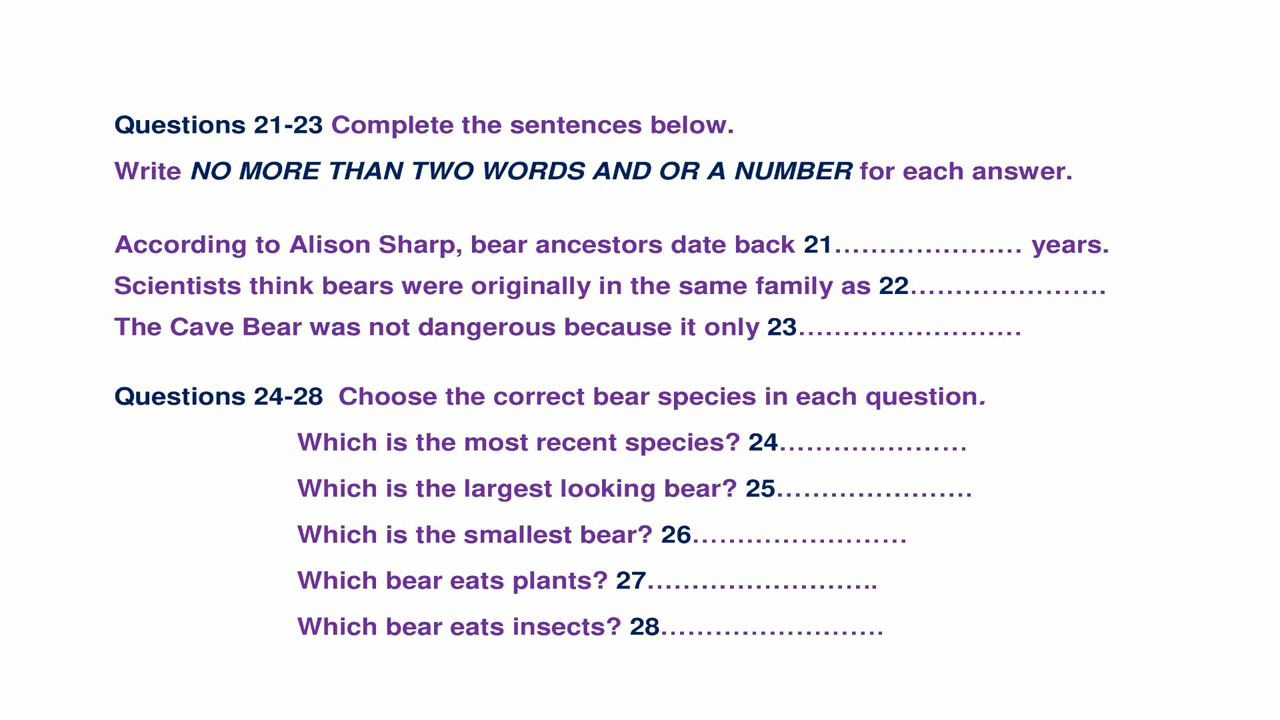 Questions 21-23 Complete the sentences below.
Write NO MORE THAN TWO WORDS AND OR A NUMBER for each answer.
According to Alison Sharp, bear ancestors date back 21………………… years.
Scientists think bears were originally in the same family as 22………………….
The Cave Bear was not dangerous because it only 23…………………….
Questions 24-28 Choose the correct bear species in each question.
Which is the most recent species? 24…………………
Which is the largest looking bear? 25………………….
Which is the smallest bear? 26……………………
Which bear eats plants? 27……………………..
Which bear eats insects? 28…………………….